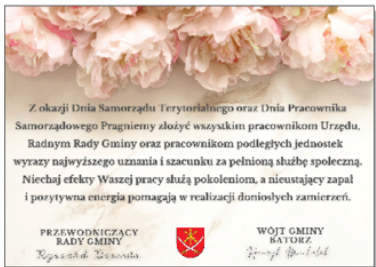 Z okazji Dnia Samorządu Terytorialnego oraz Dnia Pracownika
Samorządowego Pragniemy złożyć wszystkim pracownikom Urzędu,
Radnym Rady Gminy oraz pracownikom podległych jednostek
wyrazy najwyższego uznania i szacunku za pełnioną służbę społeczną.
Niechaj efekty Waszej pracy służą pokoleniom, a nieustający zapał
i pozytywna energia pomagają w realizacji doniosłych zamierzeń.
PRZEWODNICZĄCY
RADY GMINY
Ryszard
WÓJT GMINY
BATORZ